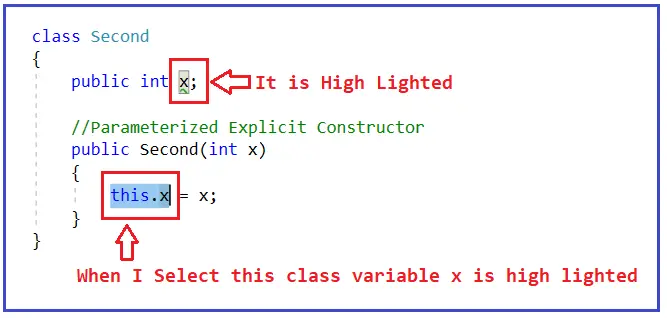 class Second
{
public int x; It is High Lighted
//Parameterized Explicit Constructor
public Second(int x)
{
this.x = x;
}
}
When I Select this class variable x is high lighted